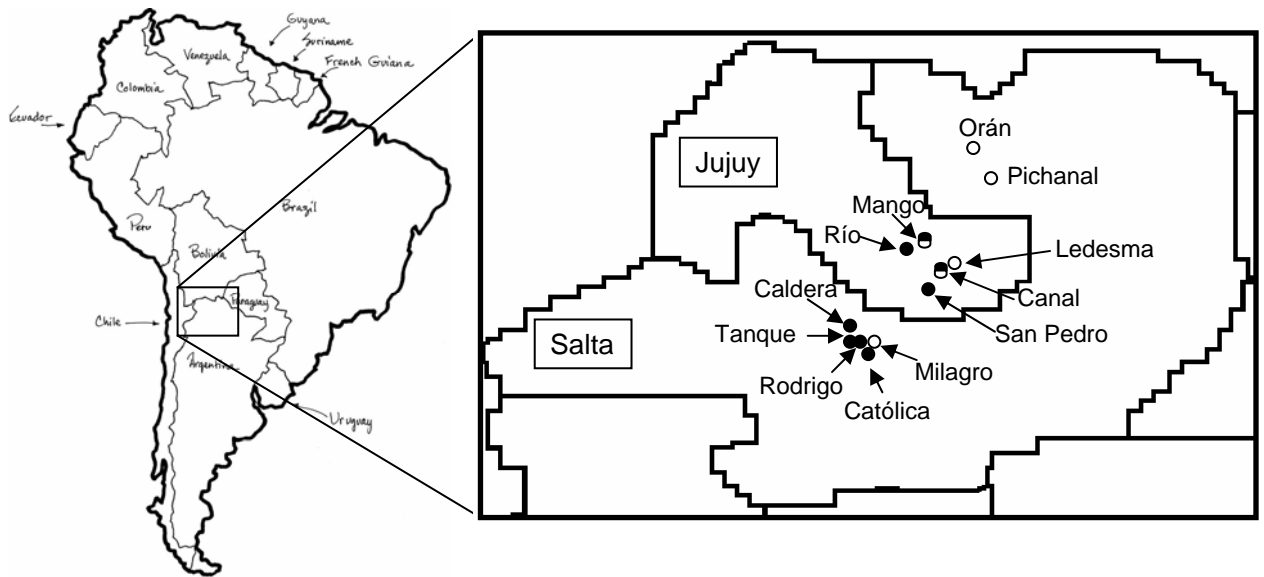 Guyana
Suriname
French Guiana
Venezuela
Colombia
Ecuador
Peru
Brazil
Bolivia
Paraguay
Chile
Argentina
Uruguay
Orán
Pichanal
Jujuy
Mango
Río
Ledesma
Caldera
Canal
Tanque
San Pedro
Salta
Rodrigo
Milagro
Católica